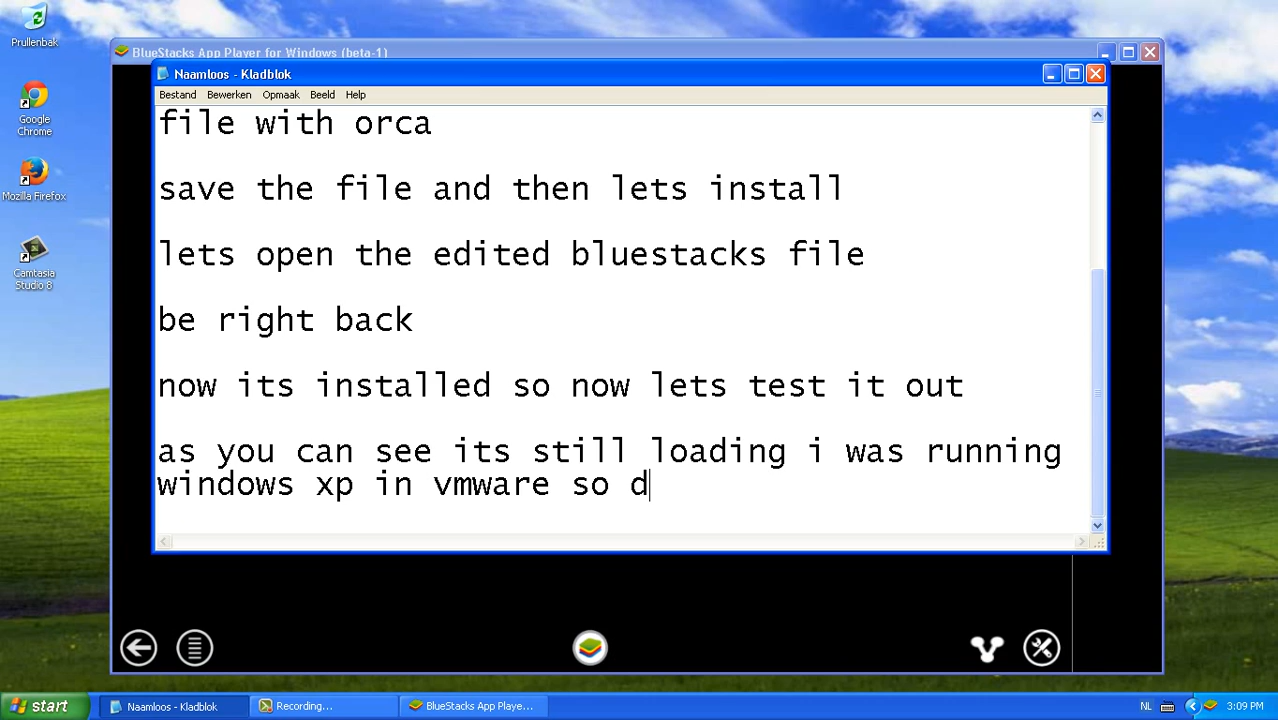 Prullenbak
Google
Chrome
Mozilla Firefox
Camtasia
Studio 8
BlueStacks App Player for Windows (beta-1)
Naamloos - Kladblok
Bestand Bewerken Opmaak Beeld Help
file with orca
save the file and then lets install
lets open the edited bluestacks file
be right back
now its installed so now lets test it out
as you can see its still loading i was running
windows xp in vmware so d
start Naamloos - Kladblok Recording... BlueStacks App Playe... NL 3:09 PM